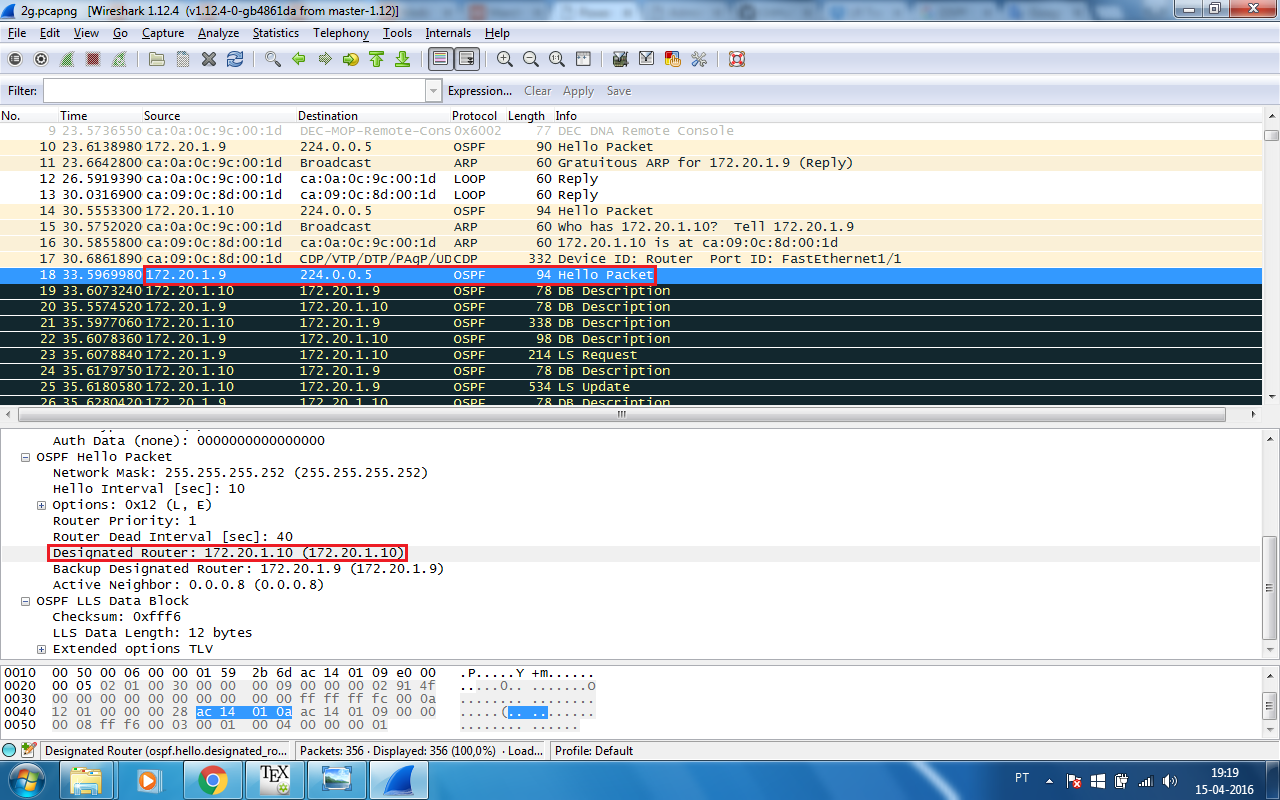 2g.pcapng [Wireshark 1.12.4 (v1.12.4-0-gb4861da from master-1.12)]
File Edit View Go Capture Analyze Statistics Telephony Tools Internals Help
Filter: Expression... Clear Apply Save
No. Time Source Destination Protocol Length Info
9 23.5736550 ca:0a:0c:9c:00:1d DEC-MOP-Remote-Cons 0x6002 77 DEC DNA Remote Console
10 23.6138980 172.20.1.9 224.0.0.5 OSPF 90 Hello Packet
11 23.6642800 ca:0a:0c:9c:00:1d Broadcast ARP 60 Gratuitous ARP for 172.20.1.9 (Reply)
12 26.5919390 ca:0a:0c:9c:00:1d ca:0a:0c:9c:00:1d LOOP 60 Reply
13 30.0316900 ca:09:0c:8d:00:1d ca:09:0c:8d:00:1d LOOP 60 Reply
14 30.5553300 172.20.1.10 224.0.0.5 OSPF 94 Hello Packet
15 30.5752020 ca:0a:0c:9c:00:1d Broadcast ARP 60 Who has 172.20.1.10? Tell 172.20.1.9
16 30.5855800 ca:09:0c:8d:00:1d ca:0a:0c:9c:00:1d ARP 60 172.20.1.10 is at ca:09:0c:8d:00:1d
17 30.6861890 ca:09:0c:8d:00:1d CDP/VTP/DTP/PAgP/UD CDP 332 Device ID: Router Port ID: FastEthernet1/1
18 33.5969980 172.20.1.9 224.0.0.5 OSPF 94 Hello Packet
19 33.6073240 172.20.1.10 172.20.1.9 OSPF 78 DB Description
20 35.5574520 172.20.1.9 172.20.1.10 OSPF 78 DB Description
21 35.5977060 172.20.1.10 172.20.1.9 OSPF 338 DB Description
22 35.6078360 172.20.1.9 172.20.1.10 OSPF 98 DB Description
23 35.6078840 172.20.1.9 172.20.1.10 OSPF 214 LS Request
24 35.6179750 172.20.1.9 172.20.1.10 OSPF 78 DB Description
25 35.6180580 172.20.1.10 172.20.1.9 OSPF 534 LS Update
26 35.6280420 172.20.1.9 172.20.1.10 OSPF 78 DB Description
Auth Data (none): 0000000000000000
OSPF Hello Packet
Network Mask: 255.255.255.252 (255.255.255.252)
Hello Interval [sec]: 10
Options: 0x12 (L, E)
Router Priority: 1
Router Dead Interval [sec]: 40
Designated Router: 172.20.1.10 (172.20.1.10)
Backup Designated Router: 172.20.1.9 (172.20.1.9)
Active Neighbor: 0.0.0.8 (0.0.0.8)
OSPF LLS Data Block
Checksum: 0xfff6
LLS Data Length: 12 bytes
Extended options TLV
0010 00 50 00 06 00 00 01 59 2b 6d ac 14 01 09 e0 00 .P.....Y +m......
0020 00 05 02 01 00 30 00 00 00 09 00 00 00 02 91 4f .....0.. .......O
0030 00 00 00 00 00 00 00 00 00 00 ff ff ff fc 00 0a ........ ........
0040 12 01 00 00 00 28 ac 14 01 0a ac 14 01 09 00 00 .....(.. ........
0050 00 08 ff f6 00 03 00 01 00 04 00 00 00 01 ........ ......
Designated Router (ospf.hello.designated_ro... Packets: 356 · Displayed: 356 (100,0%) · Load... Profile: Default
TEX
PT
19:19
15-04-2016